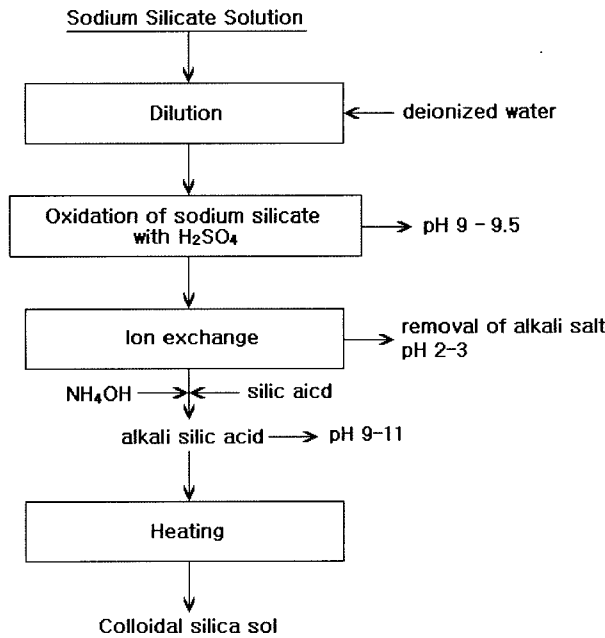 Sodium Silicate Solution
Dilution
deionized water
Oxidation of sodium silicate
with H₂SO₄
pH 9 - 9.5
Ion exchange
removal of alkali salt
pH 2-3
NH₄OH
silic aicd
alkali silic acid
pH 9-11
Heating
Colloidal silica sol